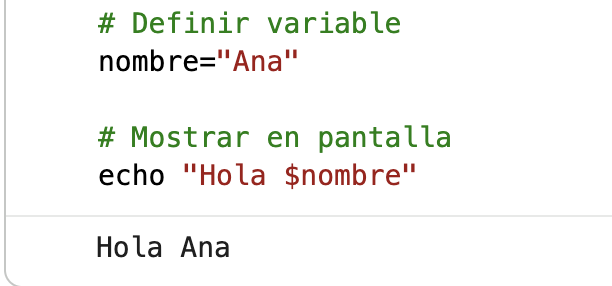 # Definir variable
nombre="Ana"
# Mostrar en pantalla
echo "Hola $nombre"
Hola Ana